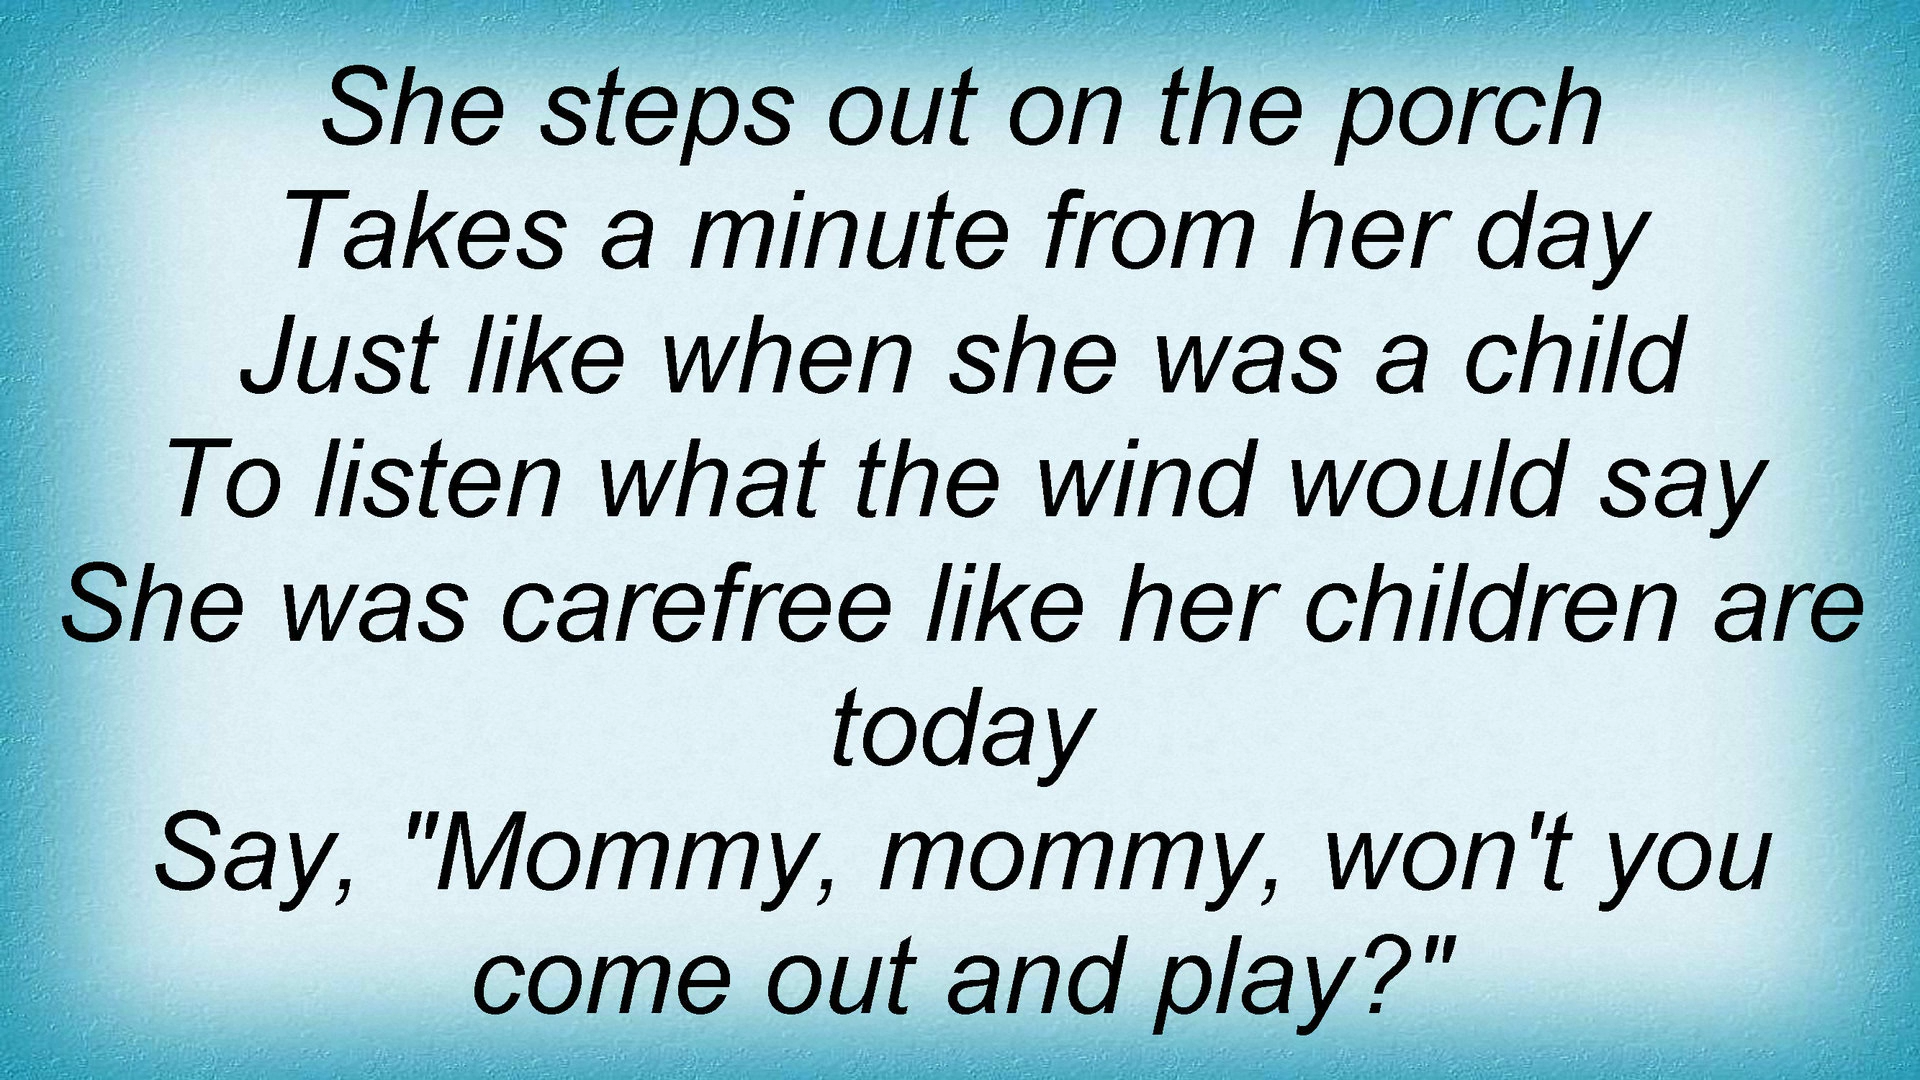 She steps out on the porch
Takes a minute from her day
Just like when she was a child
To listen what the wind would say
She was carefree like her children are
today
Say, "Mommy, mommy, won't you
come out and play?"